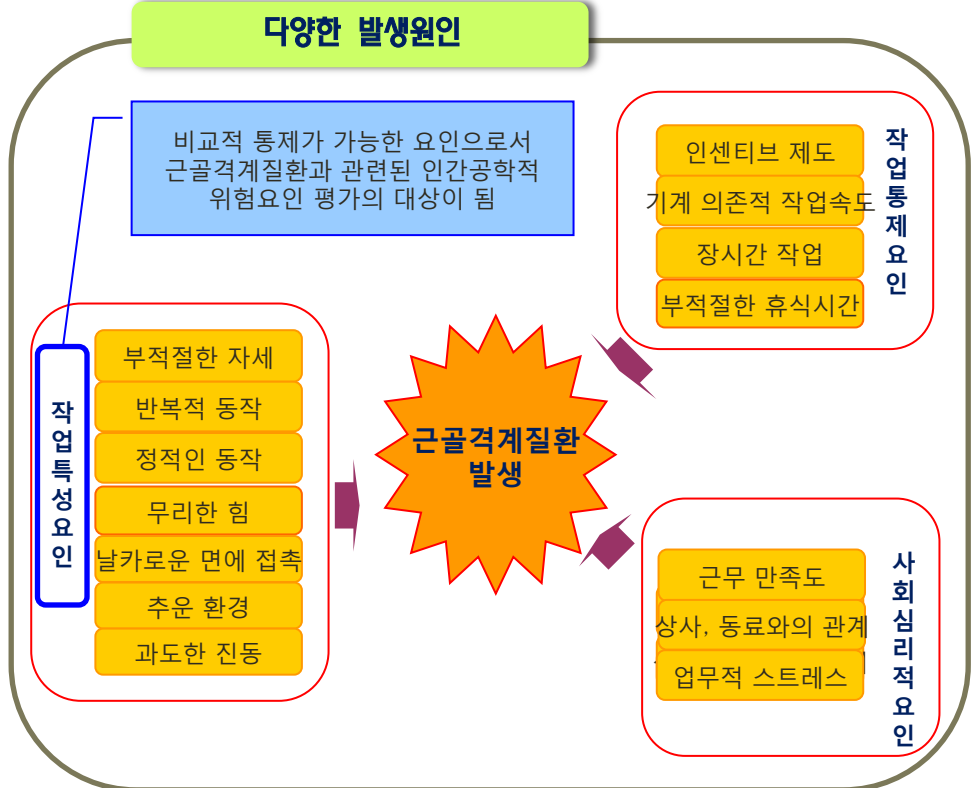 다양한 발생원인
비교적 통제가 가능한 요인으로서
근골격계질환과 관련된 인간공학적
위험요인 평가의 대상이 됨
작업특성요인
부적절한 자세
반복적 동작
정적인 동작
무리한 힘
날카로운 면에 접촉
추운 환경
과도한 진동
근골격계질환
발생
작업통제요인
인센티브 제도
기계 의존적 작업속도
장시간 작업
부적절한 휴식시간
사회심리적요인
근무 만족도
상사, 동료와의 관계
업무적 스트레스